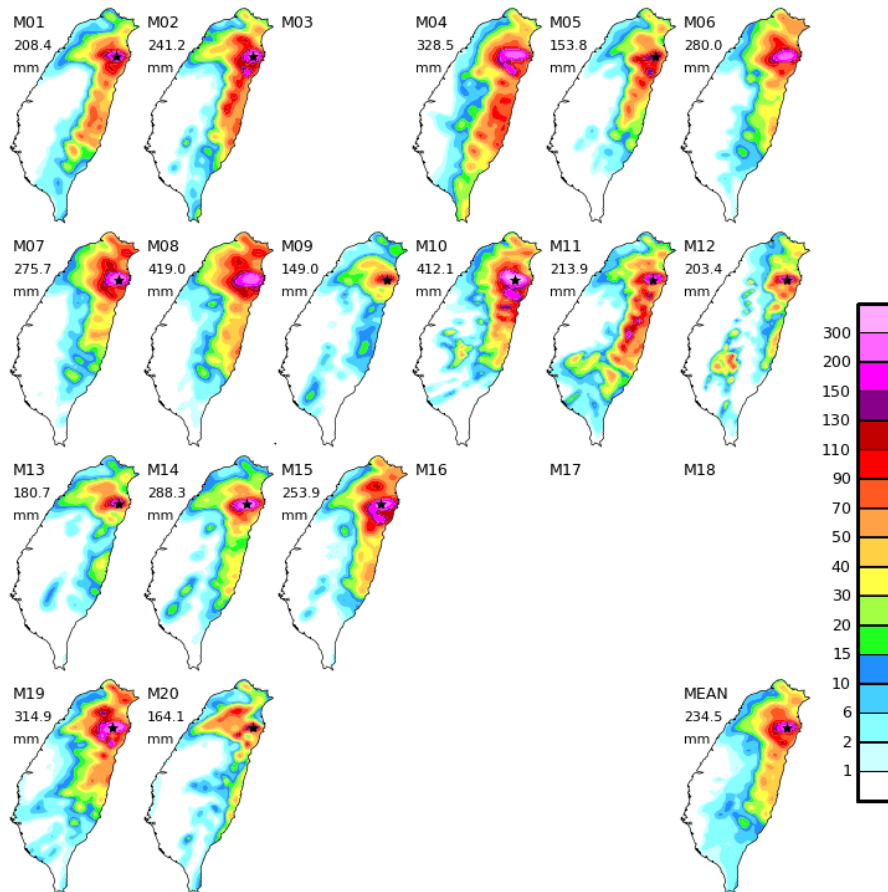 M01
208.4
mm
M02
241.2
mm
M03
M04
328.5
mm
M05
153.8
mm
M06
280.0
mm
M07
275.7
mm
M08
419.0
mm
M09
149.0
mm
M10
412.1
mm
M11
213.9
mm
M12
203.4
mm
M13
180.7
mm
M14
288.3
mm
M15
253.9
mm
M16
M17
M18
M19
314.9
mm
M20
164.1
mm
MEAN
234.5
mm
300
200
150
130
110
90
70
50
40
30
20
15
10
6
2
1